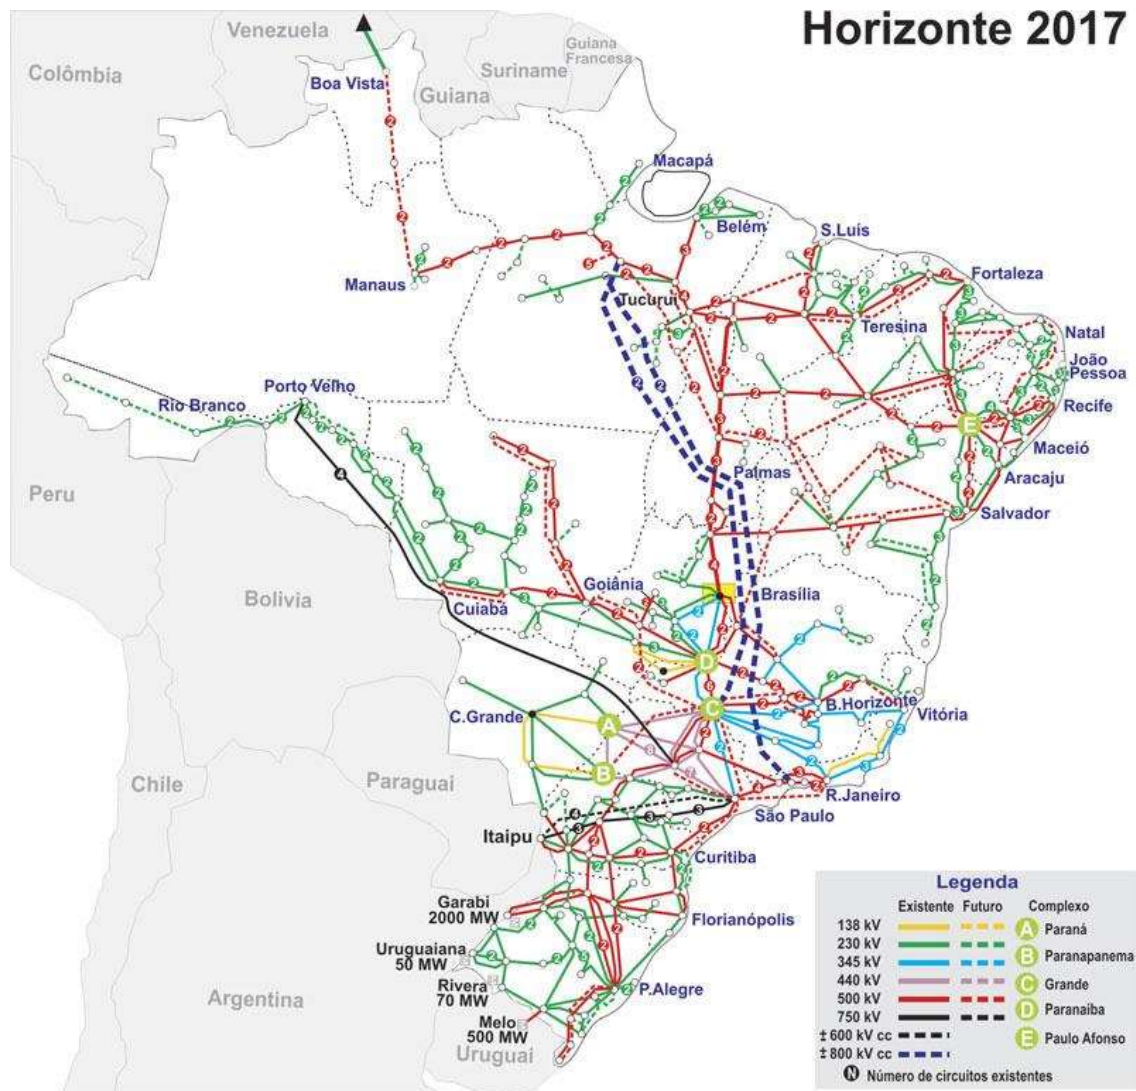 Horizonte 2017
Venezuela
Guiana
Francesa
Suriname
Colômbia
Boa Vista
Guiana
Macapá
Belém
S.Luís
Manaus
Fortaleza
Tucuruí
Teresina
Natal
João
Pessoa
Porto Velho
Rio Branco
Recife
E
Maceió
Palmas
Aracaju
Peru
Salvador
Goiânia
Brasília
Cuiabá
Bolivia
D
C
B.Horizonte
Vitória
C.Grande
A
B
Chile
Paraguai
R.Janeiro
São Paulo
Itaipu
Curitiba
Garabi
2000 MW
Florianópolis
Uruguaiana
50 MW
Rivera
70 MW
P.Alegre
Melo
500 MW
Argentina
Uruguai
Legenda
Existente Futuro Complexo
138 kV A Paraná
230 kV
345 kV B Paranapanema
440 kV C Grande
500 kV
750 kV D Paranaíba
± 600 kV cc
± 800 kV cc E Paulo Afonso
N Número de circuitos existentes